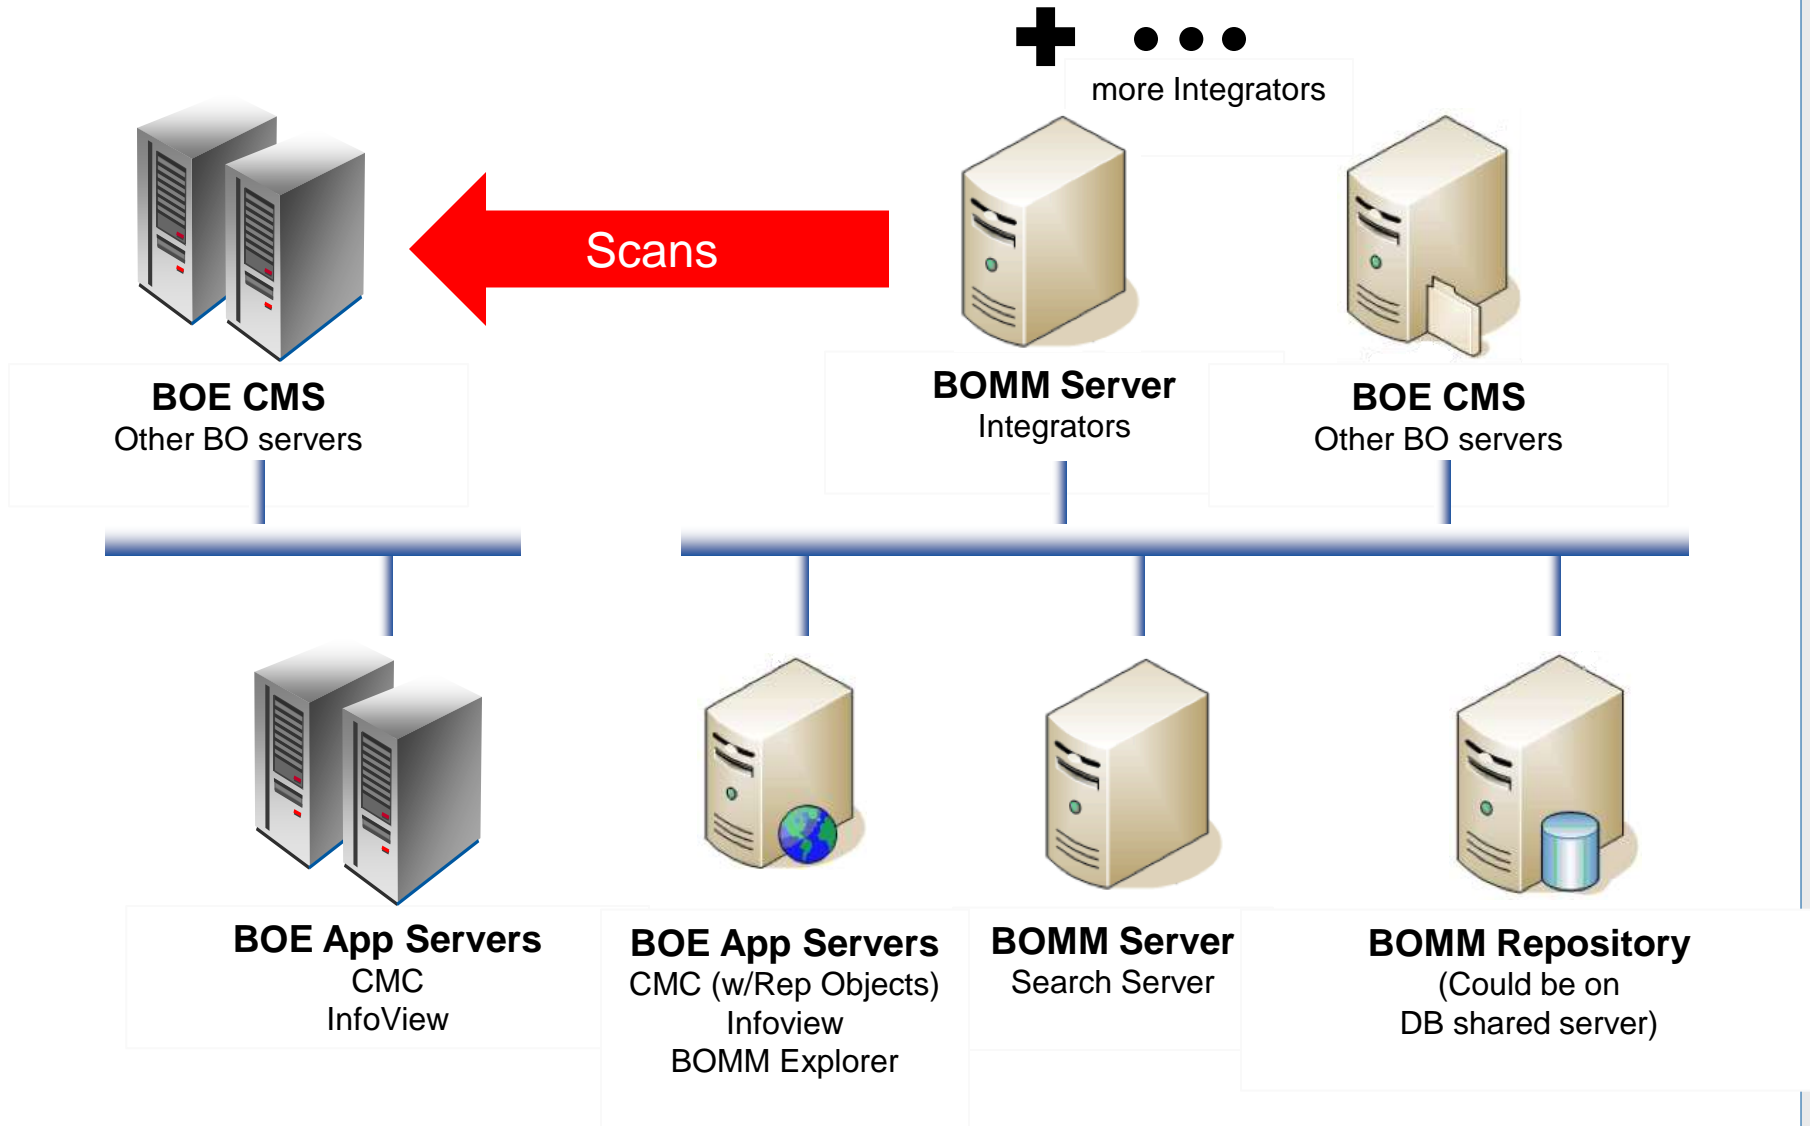 more Integrators
Scans
BOE CMS
Other BO servers
BOMM Server
Integrators
BOE CMS
Other BO servers
BOE App Servers
CMC
InfoView
BOE App Servers
CMC (w/Rep Objects)
Infoview
BOMM Explorer
BOMM Server
Search Server
BOMM Repository
(Could be on
DB shared server)